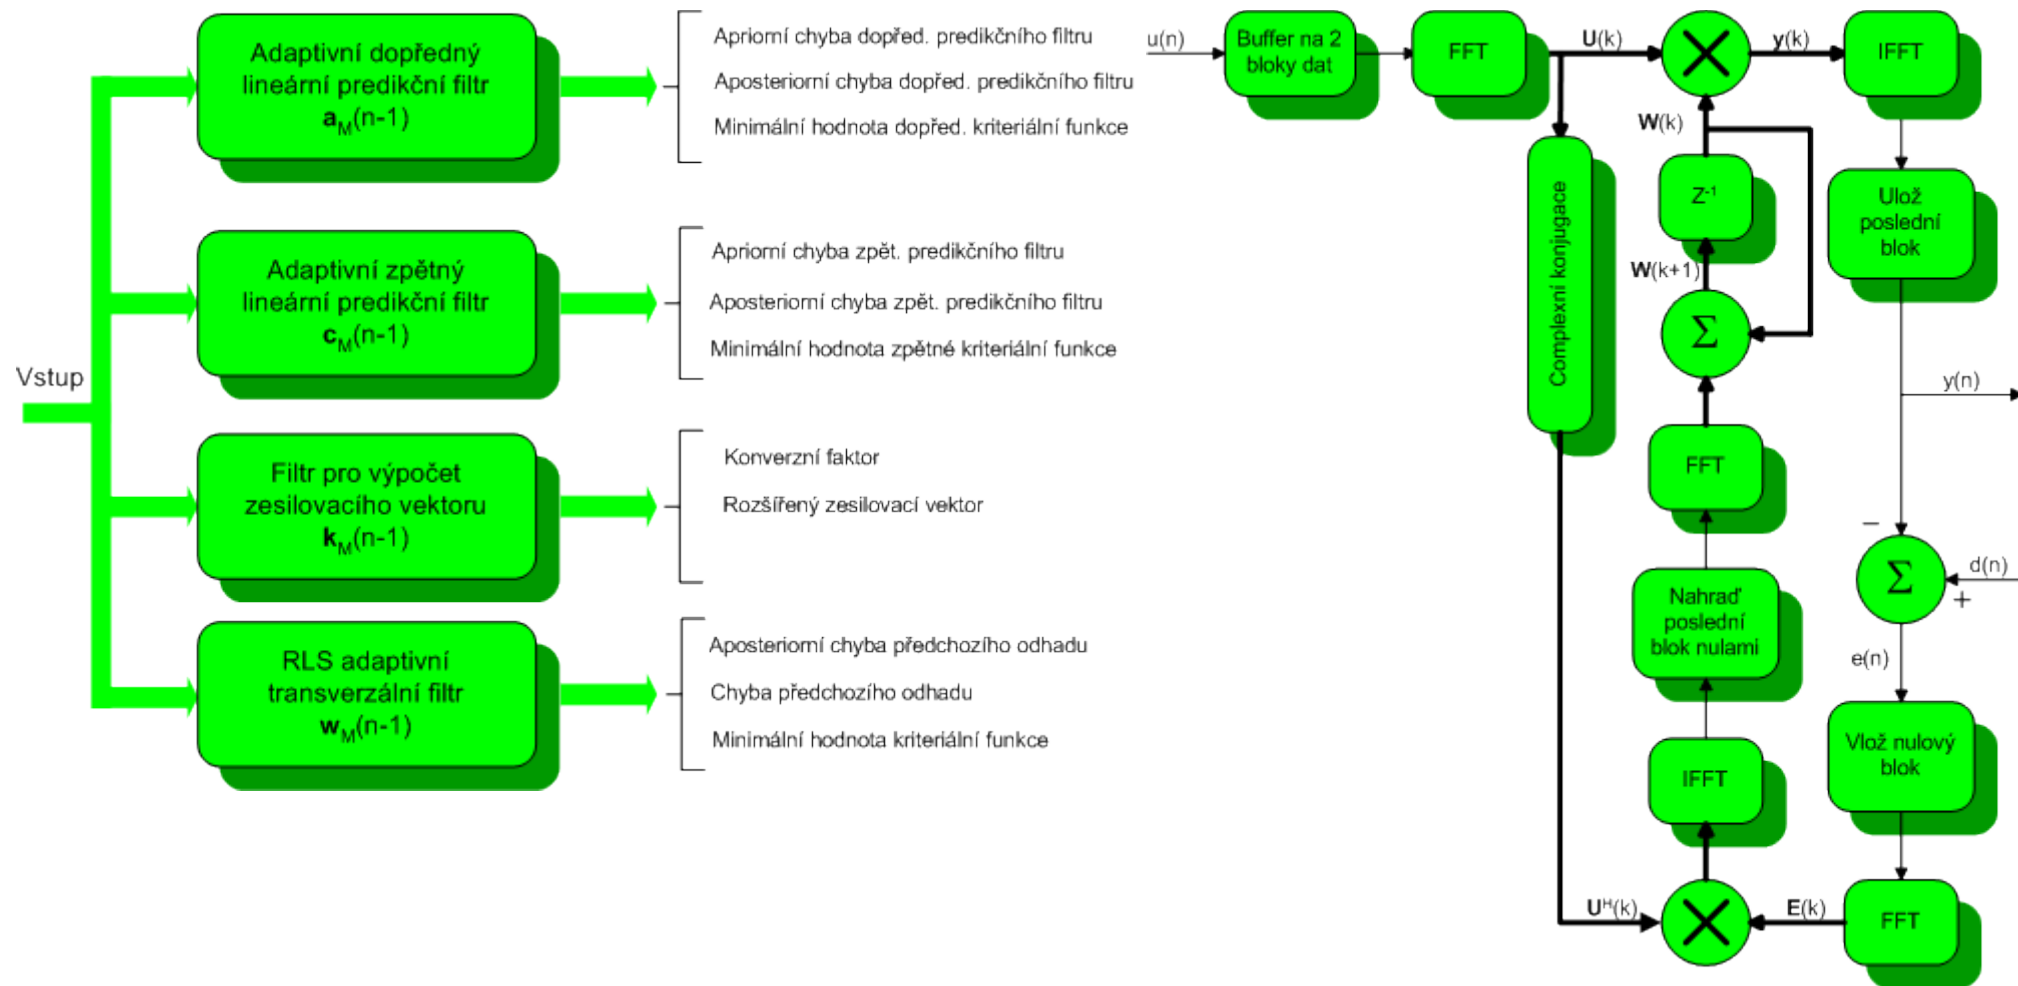 Vstup
Adaptivní dopředný
lineární predikční filtr
aM(n-1)
Apriorní chyba dopřed. predikčního filtru
Aposteriorní chyba dopřed. predikčního filtru
Minimální hodnota dopřed. kriteriální funkce
Adaptivní zpětný
lineární predikční filtr
cM(n-1)
Apriorní chyba zpět. predikčního filtru
Aposteriorní chyba zpět. predikčního filtru
Minimální hodnota zpětné kriteriální funkce
Filtr pro výpočet
zesilovacího vektoru
kM(n-1)
Konverzní faktor
Rozšířený zesilovací vektor
RLS adaptivní
transverzální filtr
wM(n-1)
Aposteriorní chyba předchozího odhadu
Chyba předchozího odhadu
Minimální hodnota kriteriální funkce
u(n)
Buffer na 2
bloky dat
FFT
U(k)
y(k)
IFFT
W(k)
Complexní konjugace
Z-1
Ulož
poslední
blok
W(k+1)
Σ
y(n)
FFT
−
Σ
d(n)
+
Nahraď
poslední
blok nulami
e(n)
Vlož nulový
blok
IFFT
UH(k)
E(k)
FFT